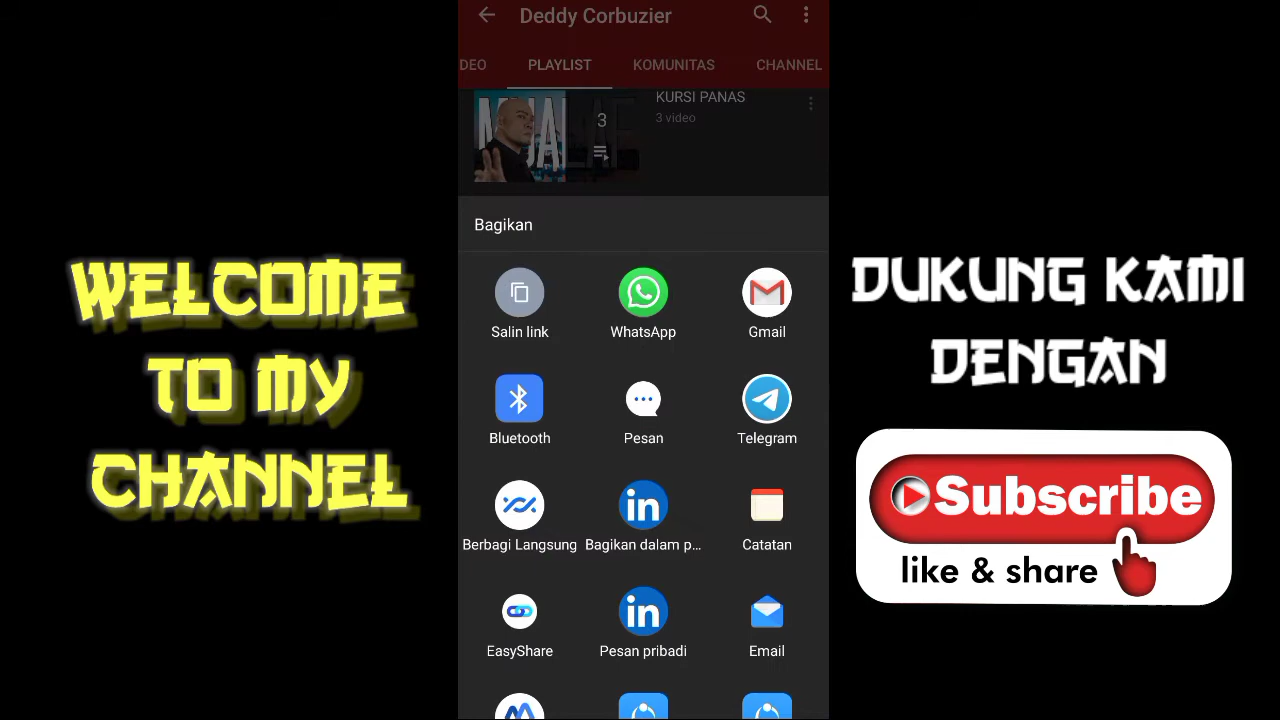 WELCOME
TO MY
CHANNEL
Deddy Corbuzier
DEO
PLAYLIST
KOMUNITAS
CHANNEL
3
KURSI PANAS
3 video
Bagikan
Salin link
WhatsApp
Gmail
Bluetooth
Pesan
Telegram
Berbagi Langsung
Bagikan dalam p...
Catatan
EasyShare
Pesan pribadi
Email
DUKUNG KAMI
DENGAN
Subscribe
like & share